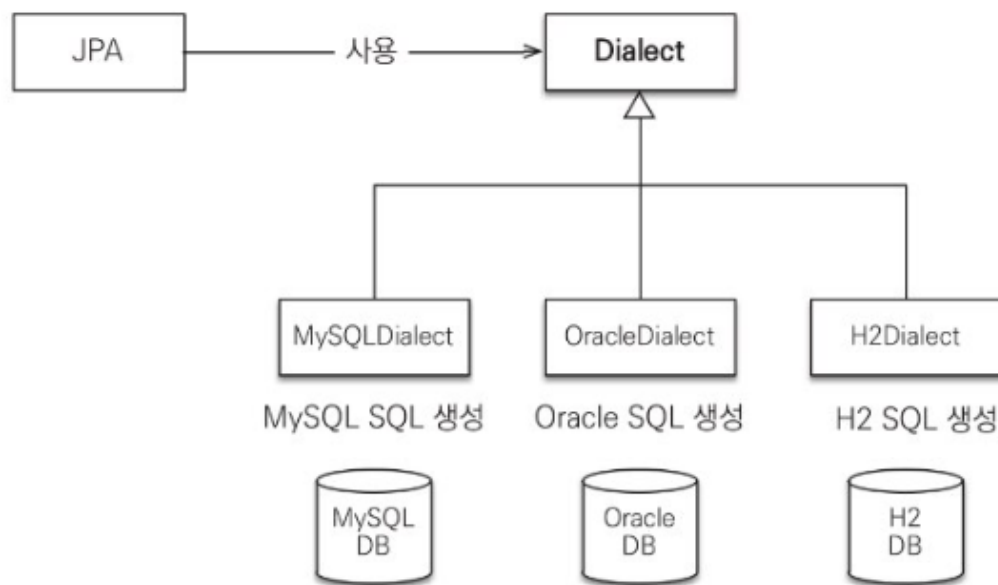 JPA
사용
Dialect
MySQLDialect
OracleDialect
H2Dialect
MySQL SQL 생성
Oracle SQL 생성
H2 SQL 생성
MySQL
DB
Oracle
DB
H2
DB